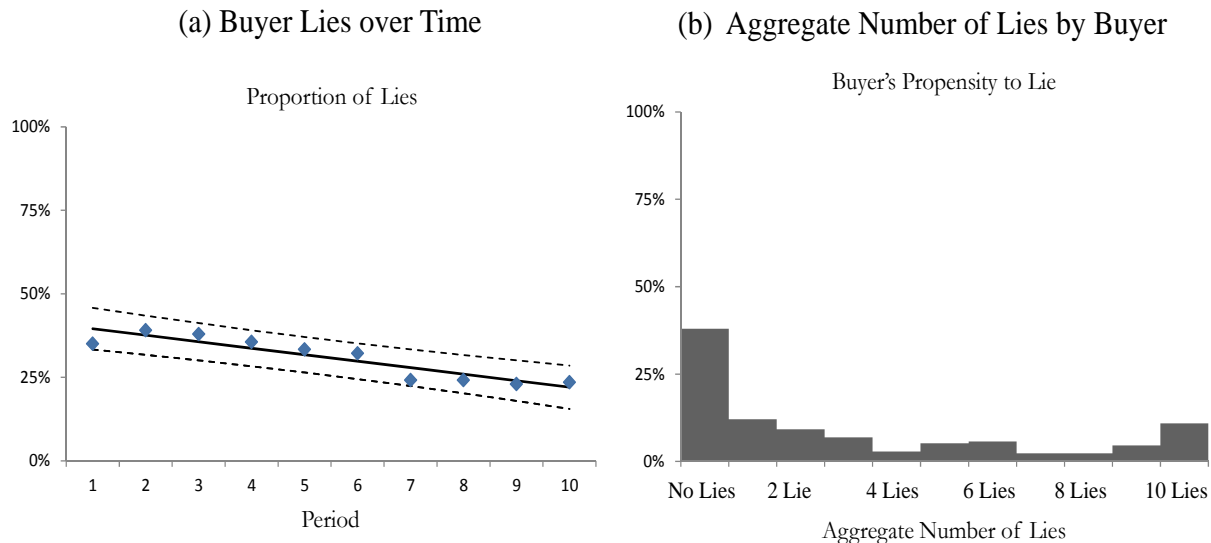 (a) Buyer Lies over Time
Proportion of Lies
100%
75%
50%
25%
0%
1 2 3 4 5 6 7 8 9 10
Period
(b) Aggregate Number of Lies by Buyer
Buyer's Propensity to Lie
100%
75%
50%
25%
0%
No Lies 2 Lie 4 Lies 6 Lies 8 Lies 10 Lies
Aggregate Number of Lies